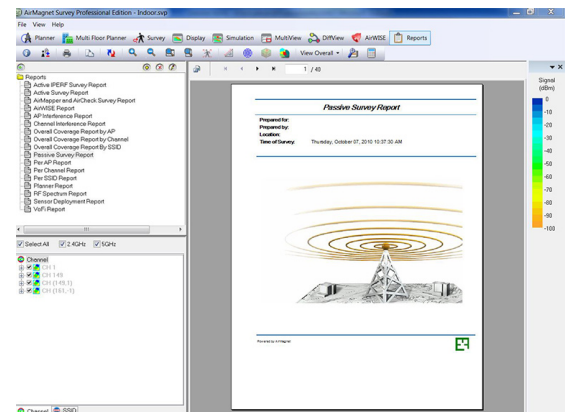 AirMagnet Survey Professional Edition - Indoor.svp
File View Help
Planner Multi Floor Planner Survey Display Simulation MultiView DiffView AirWISE Reports
View Overall
1 / 40
Reports
Active IPERF Survey Report
Active Survey Report
AirMapper and AirCheck Survey Report
AirWISE Report
AP Interference Report
Channel Interference Report
Overall Coverage Report by AP
Overall Coverage Report by Channel
Overall Coverage Report By SSID
Passive Survey Report
Per AP Report
Per Channel Report
Per SSID Report
Planner Report
RF Spectrum Report
Sensor Deployment Report
VoFi Report
Select All 2.4GHz 5GHz
Channel
CH 1
CH 149
CH (149,1)
CH (161,-1)
Channel SSID
Passive Survey Report
Prepared for:
Prepared by:
Location:
Time of Survey: Thursday, October 07, 2010 10:37:30 AM
Powered by AirMagnet
Signal
(dBm)
0
-10
-20
-30
-40
-50
-60
-70
-80
-90
-100